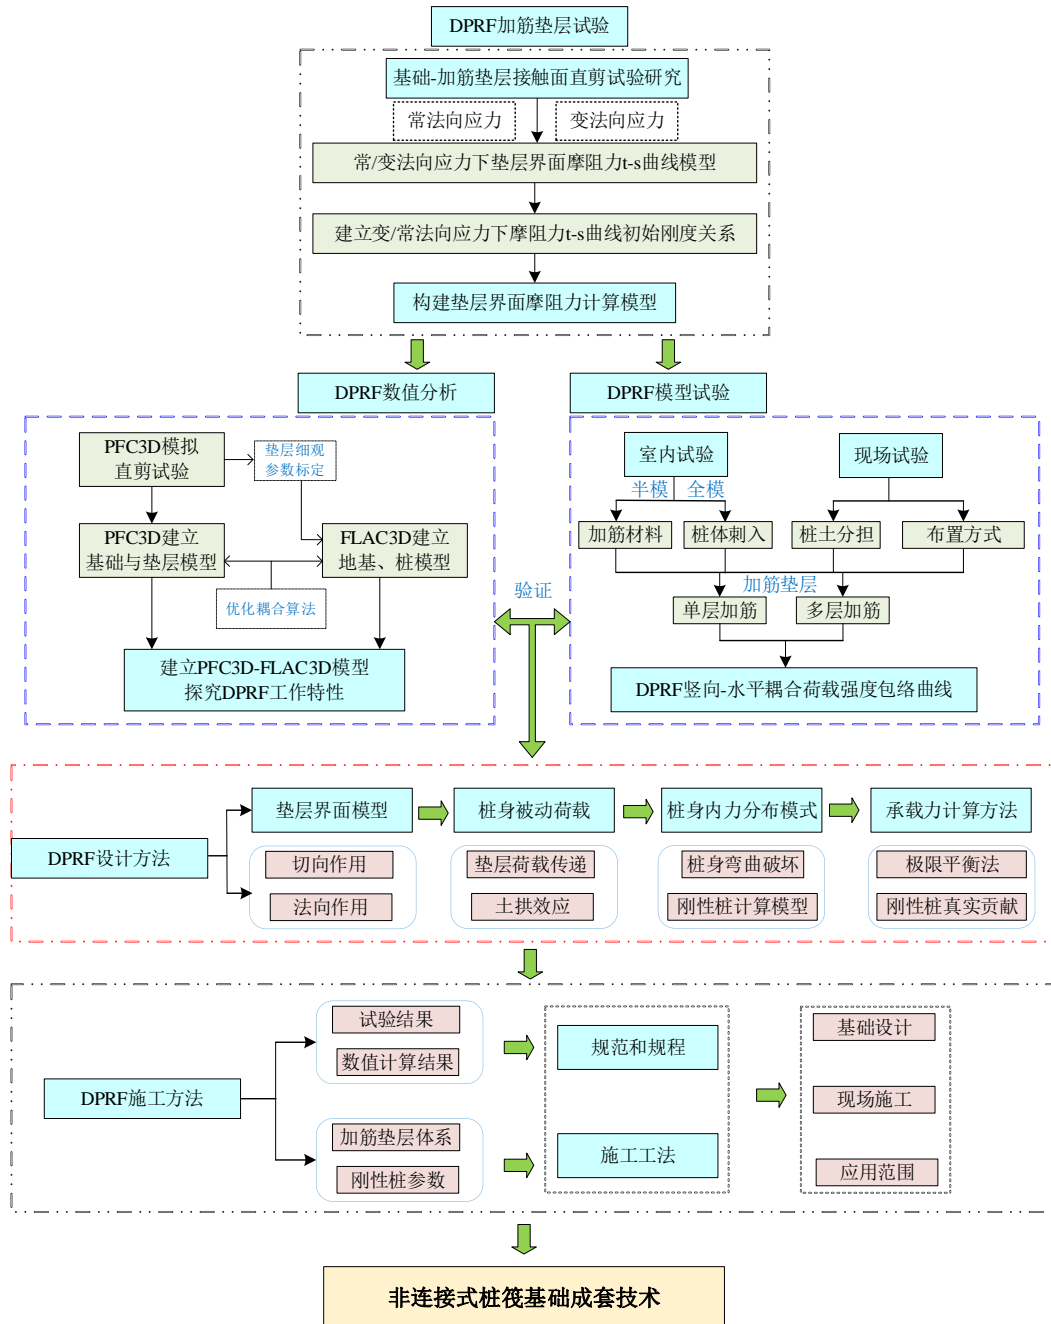 DPRF加筋垫层试验
基础-加筋垫层接触面直剪试验研究
常法向应力
变法向应力
常/变法向应力下垫层界面摩阻力t-s曲线模型
建立变/常法向应力下摩阻力t-s曲线初始刚度关系
构建垫层界面摩阻力计算模型
DPRF数值分析
DPRF模型试验
PFC3D模拟
直剪试验
垫层细观
参数标定
PFC3D建立
基础与垫层模型
FLAC3D建立
地基、桩模型
优化耦合算法
建立PFC3D-FLAC3D模型
探究DPRF工作特性
验证
室内试验
现场试验
半模
全模
加筋材料
桩体刺入
桩土分担
布置方式
加筋垫层
单层加筋
多层加筋
DPRF竖向-水平耦合荷载强度包络曲线
DPRF设计方法
垫层界面模型
桩身被动荷载
桩身内力分布模式
承载力计算方法
切向作用
法向作用
垫层荷载传递
土拱效应
桩身弯曲破坏
刚性桩计算模型
极限平衡法
刚性桩真实贡献
DPRF施工方法
试验结果
数值计算结果
加筋垫层体系
刚性桩参数
规范和规程
施工工法
基础设计
现场施工
应用范围
非连接式桩筏基础成套技术